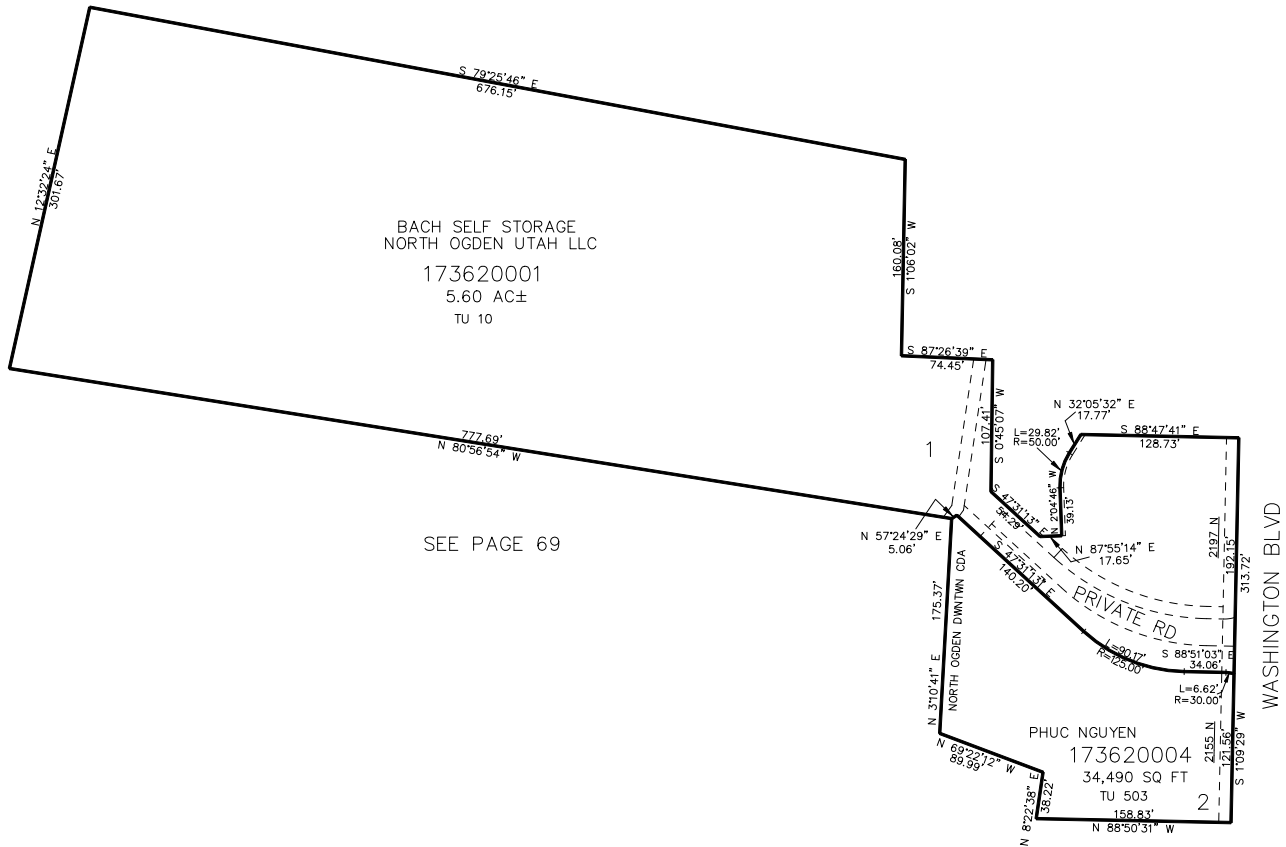 S 79°25'46" E
676.15'
N 12°32'24" E
301.67'
BACH SELF STORAGE
NORTH OGDEN UTAH LLC
173620001
5.60 AC±
TU 10
160.08'
S 1°06'02" W
S 87°26'39" E
74.45'
107.41'
S 0°45'07" W
N 32°05'32" E
17.77'
L=29.82'
R=50.00'
S 88°47'41" E
128.73'
777.69'
N 80°56'54" W
1
S 47°31'13" E
54.29'
N 2°04'46" W
39.13'
N 87°55'14" E
17.65'
SEE PAGE 69
N 57°24'29" E
5.06'
S 47°31'13" E
140.20'
2197 N
192.15'
313.72'
WASHINGTON BLVD
175.37'
N 3°10'41" E
NORTH OGDEN DWNTWN CDA
PRIVATE RD
L=90.17'
R=125.00'
S 88°51'03" E
34.06'
L=6.62'
R=30.00'
N 69°22'12" W
89.99'
PHUC NGUYEN
173620004
34,490 SQ FT
TU 503
2
2155 N
121.56'
S 1°09'29" W
N 8°22'38" E
38.22'
158.83'
N 88°50'31" W